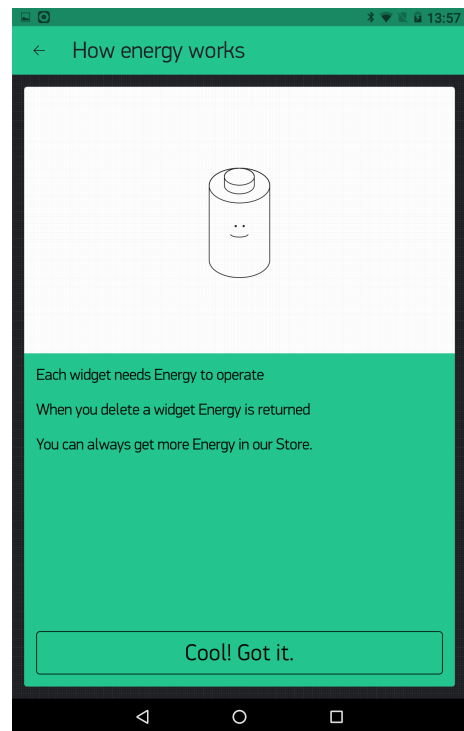 13:57
How energy works
Each widget needs Energy to operate
When you delete a widget Energy is returned
You can always get more Energy in our Store.
Cool! Got it.